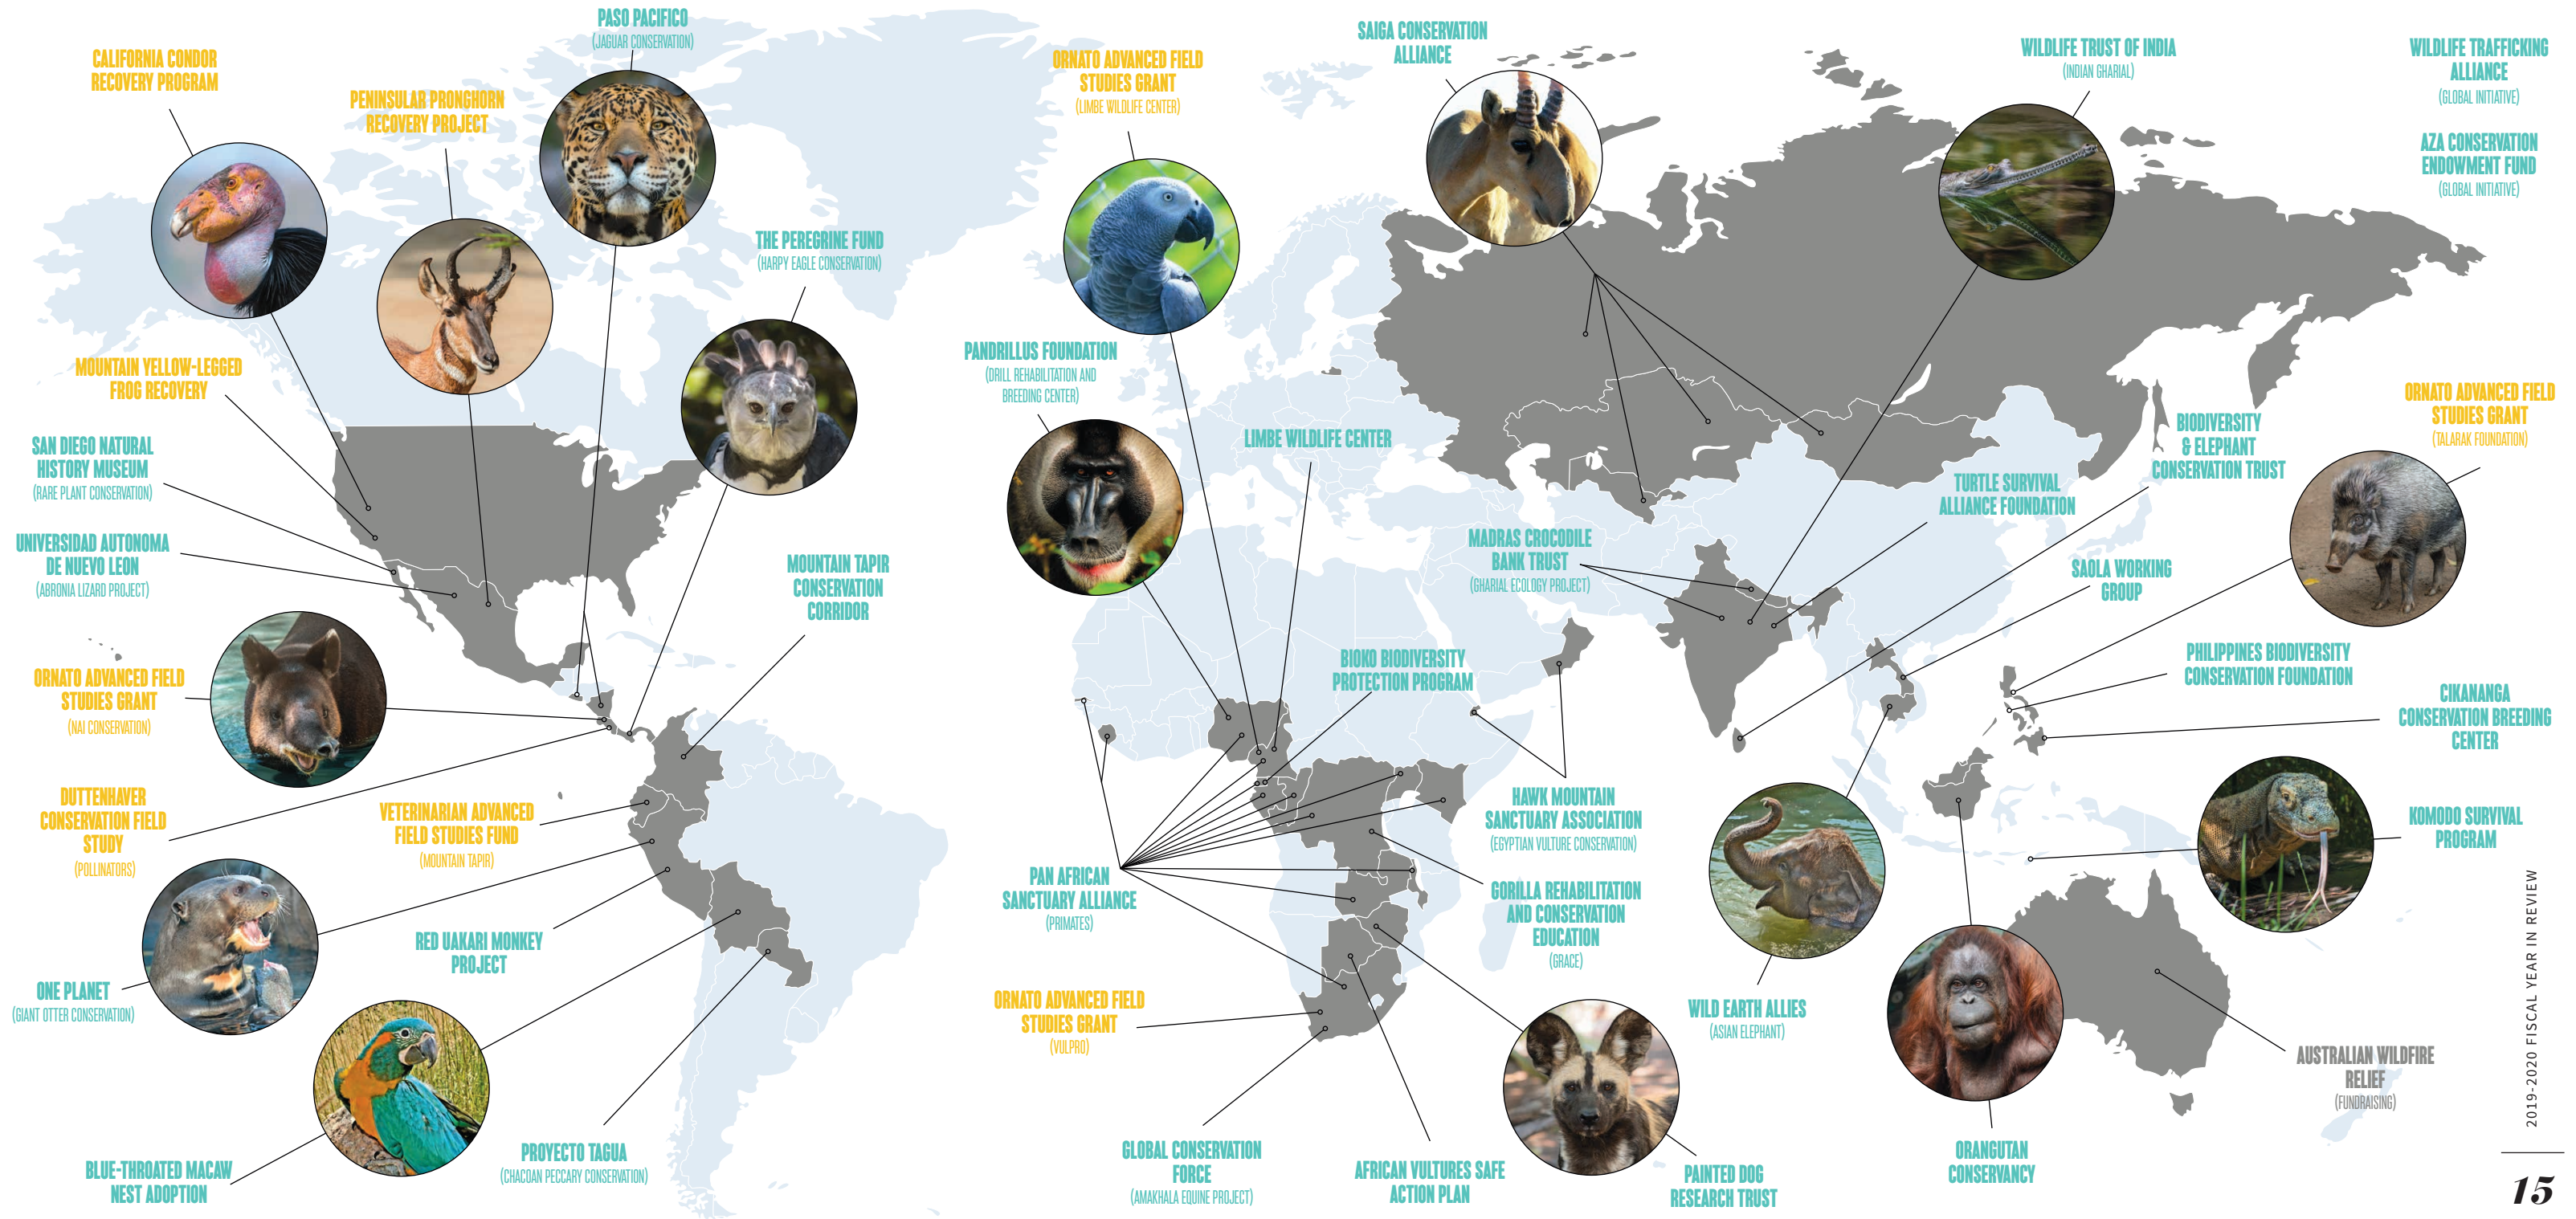 PASO PACIFICO
(JAGUAR CONSERVATION)
CALIFORNIA CONDOR
RECOVERY PROGRAM
PENINSULAR PRONGHORN
RECOVERY PROJECT
THE PEREGRINE FUND
(HARPY EAGLE CONSERVATION)
MOUNTAIN YELLOW-LEGGED
FROG RECOVERY
SAN DIEGO NATURAL
HISTORY MUSEUM
(RARE PLANT CONSERVATION)
UNIVERSIDAD AUTONOMA
DE NUEVO LEON
(ABRONIA LIZARD PROJECT)
MOUNTAIN TAPIR
CONSERVATION
CORRIDOR
ORNATO ADVANCED FIELD
STUDIES GRANT
(NAI CONSERVATION)
DUTTENHAVER
CONSERVATION FIELD
STUDY
(POLLINATORS)
VETERINARIAN ADVANCED
FIELD STUDIES FUND
(MOUNTAIN TAPIR)
RED UAKARI MONKEY
PROJECT
ONE PLANET
(GIANT OTTER CONSERVATION)
BLUE-THROATED MACAW
NEST ADOPTION
PROYECTO TAGUA
(CHACOAN PECCARY CONSERVATION)
ORNATO ADVANCED FIELD
STUDIES GRANT
(LIMBE WILDLIFE CENTER)
SAIGA CONSERVATION
ALLIANCE
WILDLIFE TRUST OF INDIA
(INDIAN GHARIAL)
WILDLIFE TRAFFICKING
ALLIANCE
(GLOBAL INITIATIVE)
AZA CONSERVATION
ENDOWMENT FUND
(GLOBAL INITIATIVE)
PANDRILLUS FOUNDATION
(DRILL REHABILITATION AND
BREEDING CENTER)
LIMBE WILDLIFE CENTER
ORNATO ADVANCED FIELD
STUDIES GRANT
(TALARAK FOUNDATION)
BIODIVERSITY
& ELEPHANT
CONSERVATION TRUST
TURTLE SURVIVAL
ALLIANCE FOUNDATION
MADRAS CROCODILE
BANK TRUST
(GHARIAL ECOLOGY PROJECT)
SAOLA WORKING
GROUP
BIOKO BIODIVERSITY
PROTECTION PROGRAM
PHILIPPINES BIODIVERSITY
CONSERVATION FOUNDATION
CIKANANGA
CONSERVATION BREEDING
CENTER
HAWK MOUNTAIN
SANCTUARY ASSOCIATION
(EGYPTIAN VULTURE CONSERVATION)
KOMODO SURVIVAL
PROGRAM
PAN AFRICAN
SANCTUARY ALLIANCE
(PRIMATES)
GORILLA REHABILITATION
AND CONSERVATION
EDUCATION
(GRACE)
ORNATO ADVANCED FIELD
STUDIES GRANT
(VULPRO)
WILD EARTH ALLIES
(ASIAN ELEPHANT)
AUSTRALIAN WILDFIRE
RELIEF
(FUNDRAISING)
GLOBAL CONSERVATION
FORCE
(AMAKHALA EQUINE PROJECT)
AFRICAN VULTURES SAFE
ACTION PLAN
PAINTED DOG
RESEARCH TRUST
ORANGUTAN
CONSERVANCY
2019-2020 FISCAL YEAR IN REVIEW
15